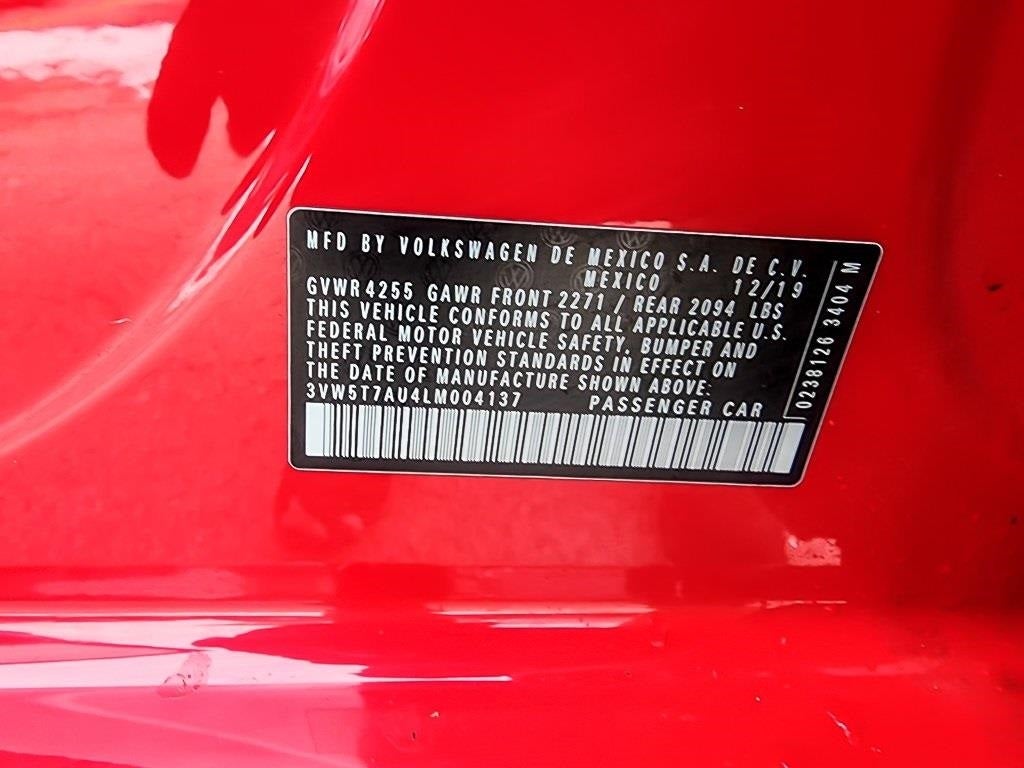 MFD BY VOLKSWAGEN DE MEXICO S.A. DE C.V.
MEXICO 12/19
GVWR 4255 GAWR FRONT 2271 / REAR 2094 LBS
THIS VEHICLE CONFORMS TO ALL APPLICABLE U.S.
FEDERAL MOTOR VEHICLE SAFETY, BUMPER AND
THEFT PREVENTION STANDARDS IN EFFECT ON
THE DATE OF MANUFACTURE SHOWN ABOVE:
3VW5T7AU4LM004137 PASSENGER CAR
0238126 3404 M